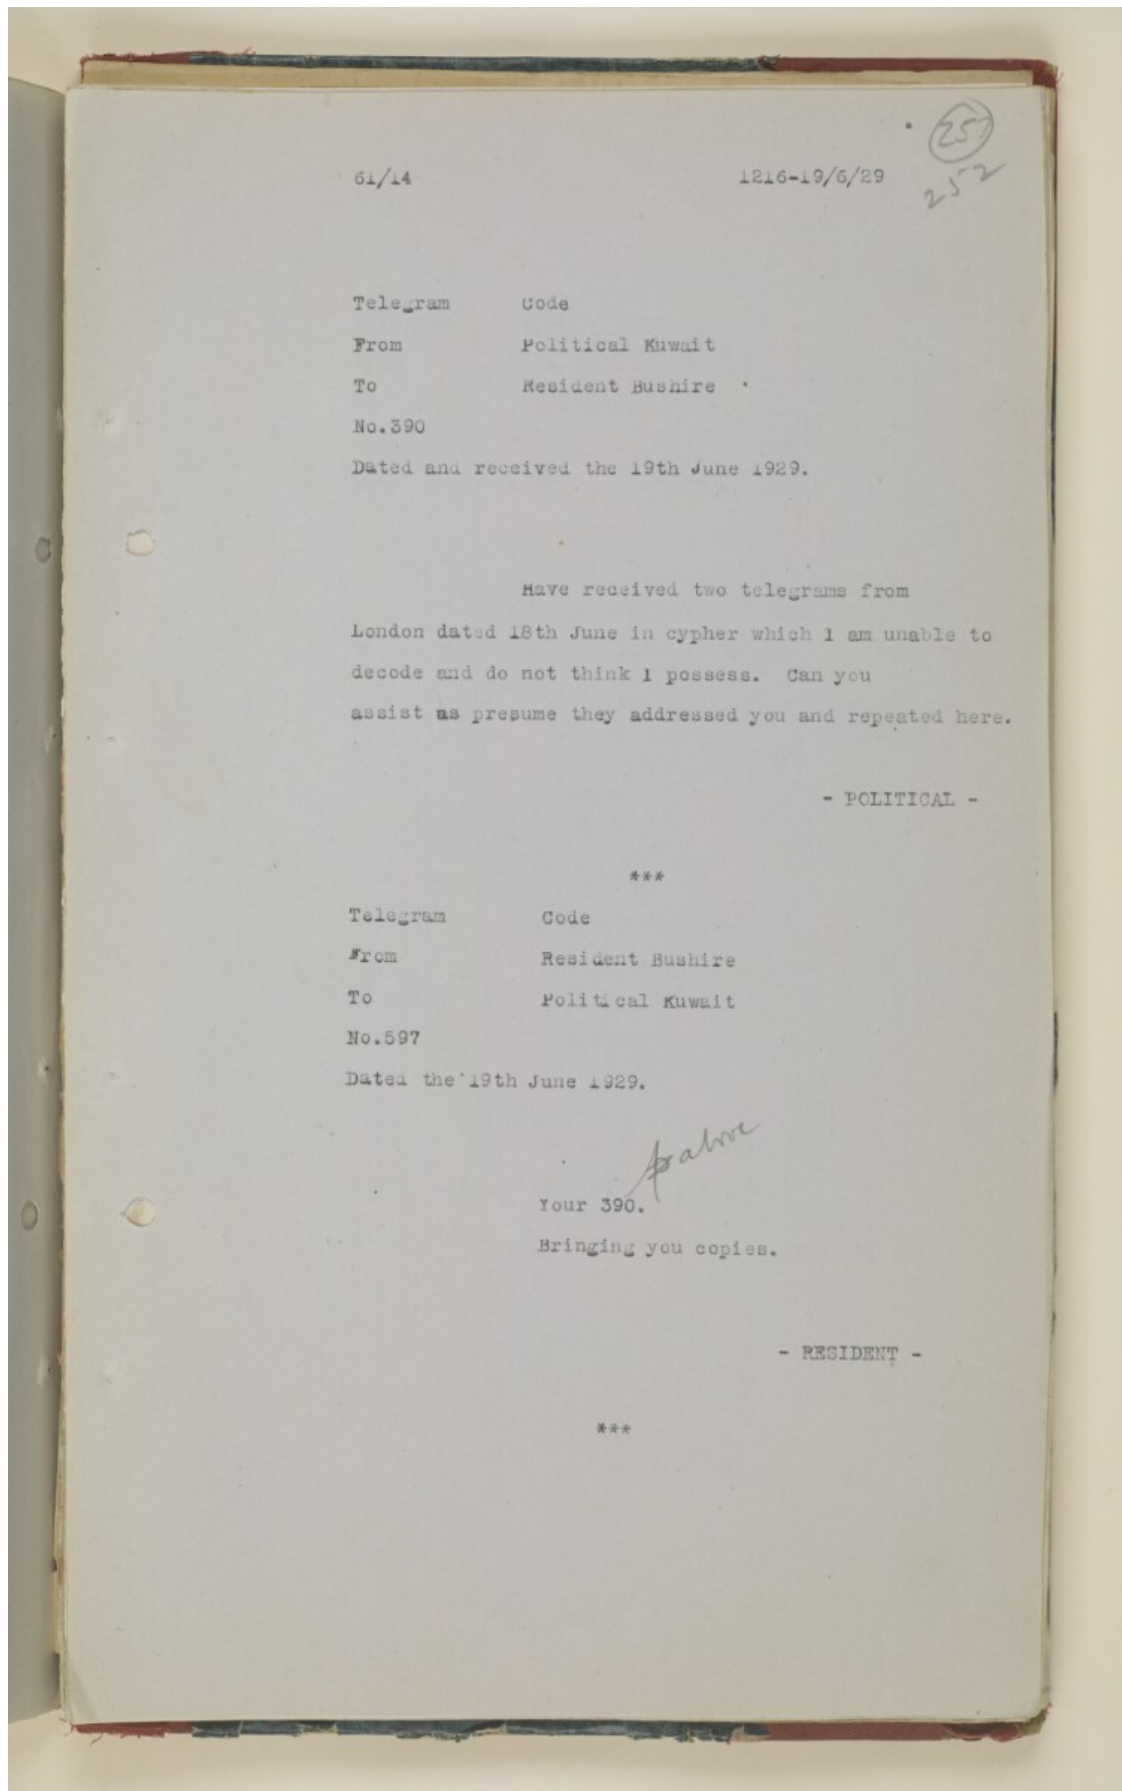 257
252
61/14 1216-19/6/29
Telegram Code
From Political Kuwait
To Resident Bushire
No.390
Dated and received the 19th June 1929.
Have received two telegrams from
London dated 18th June in cypher which I am unable to
decode and do not think I possess. Can you
assist as presume they addressed you and repeated here.
- POLITICAL -
***
Telegram Code
From Resident Bushire
To Political Kuwait
No.597
Dated the 19th June 1929.
above
Your 390.
Bringing you copies.
- RESIDENT -
***